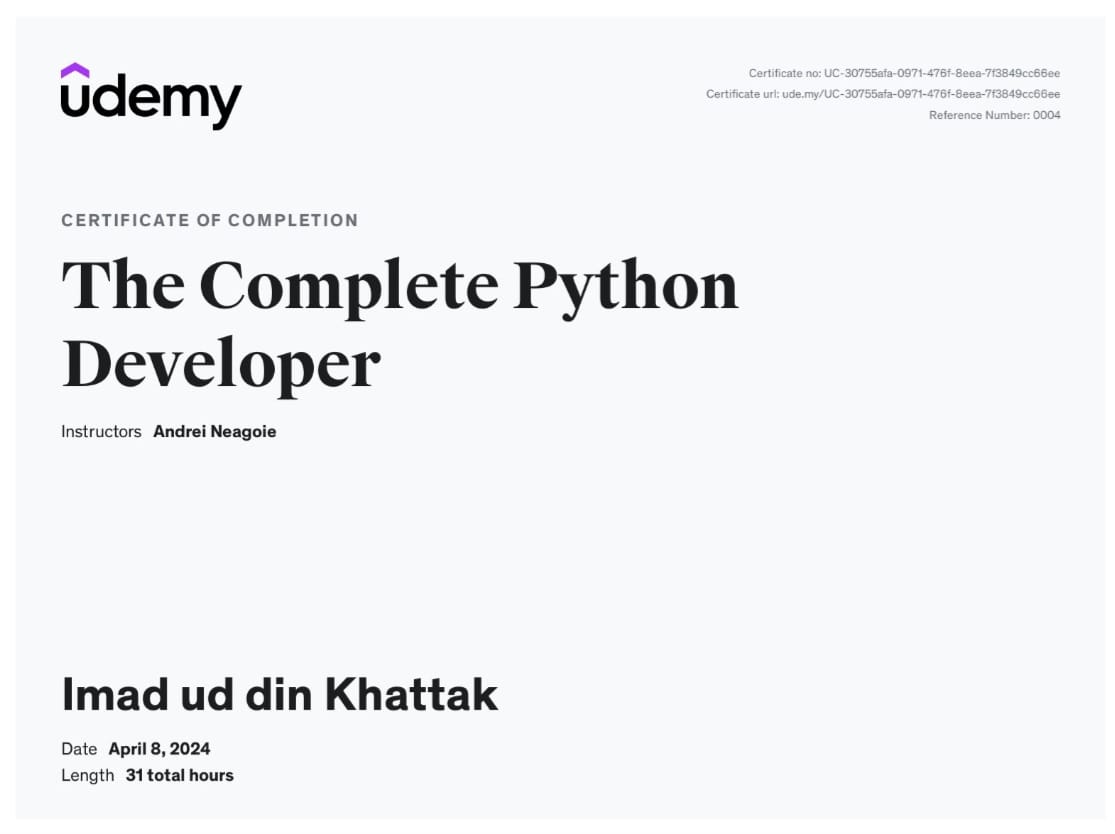 udemy
Certificate no: UC-30755afa-0971-476f-8eea-7f3849cc66ee
Certificate url: ude.my/UC-30755afa-0971-476f-8eea-7f3849cc66ee
Reference Number: 0004
CERTIFICATE OF COMPLETION
The Complete Python
Developer
Instructors Andrei Neagoie
Imad ud din Khattak
Date April 8, 2024
Length 31 total hours